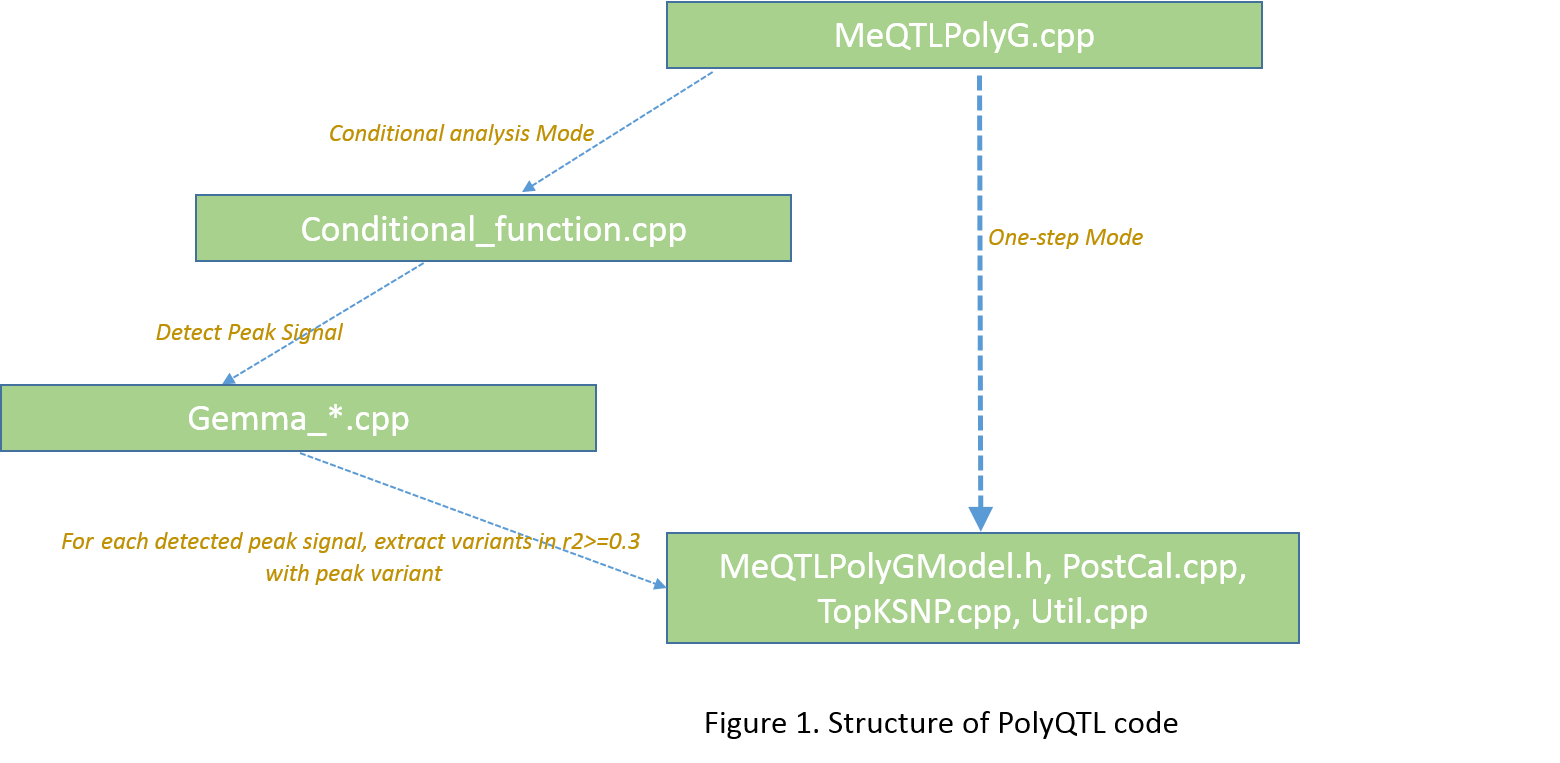 MeQTLPolyG.cpp
Conditional analysis Mode
Conditional_function.cpp
One-step Mode
Detect Peak Signal
Gemma_*.cpp
For each detected peak signal, extract variants in r2>=0.3
with peak variant
MeQTLPolyGModel.h, PostCal.cpp,
TopKSNP.cpp, Util.cpp
Figure 1. Structure of PolyQTL code